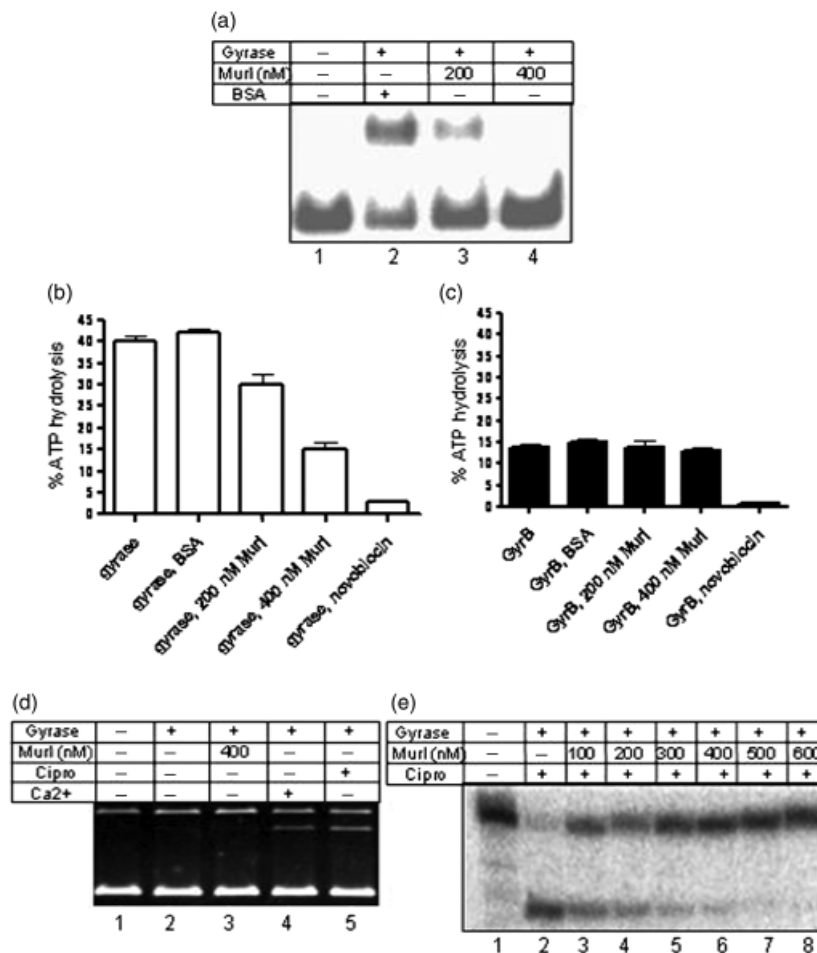 (a)
Gyrase – + + +
MurI (nM) – – 200 400
BSA – + – –
1 2 3 4
(b)
% ATP hydrolysis
45
40
35
30
25
20
15
10
5
0
gyrase
gyrase, BSA
gyrase, 200 nM MurI
gyrase, 400 nM MurI
gyrase, novobiocin
(c)
% ATP hydrolysis
45
40
35
30
25
20
15
10
5
0
GyrB
GyrB, BSA
GyrB, 200 nM MurI
GyrB, 400 nM MurI
GyrB, novobiocin
(d)
Gyrase – + + + +
MurI (nM) – – 400 – –
Cipro – – – – +
Ca2+ – – – + –
1 2 3 4 5
(e)
Gyrase – + + + + + + +
MurI (nM) – – 100 200 300 400 500 600
Cipro – + + + + + + +
1 2 3 4 5 6 7 8